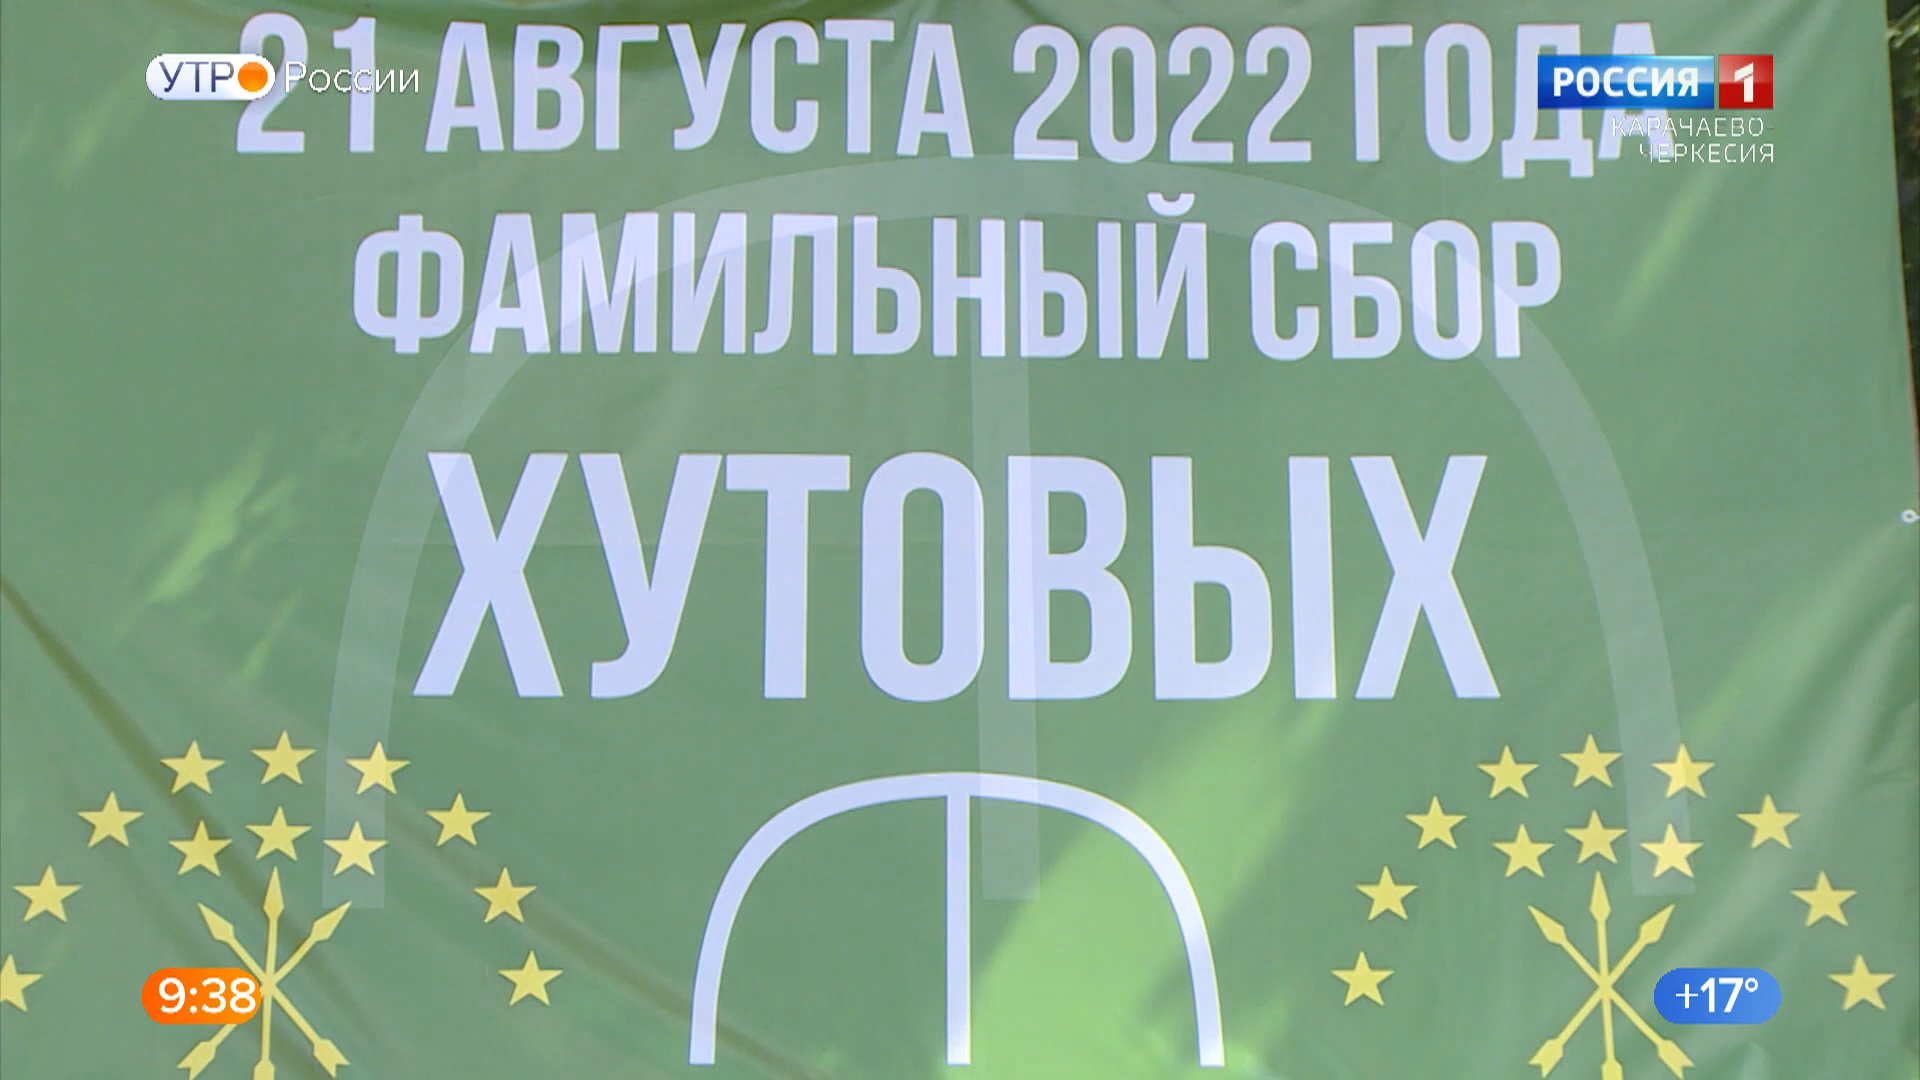 21 АВГУСТА 2022 ГОДА
УТРО России
РОССИЯ 1
КАРАЧАЕВО-
ЧЕРКЕСИЯ
ФАМИЛЬНЫЙ СБОР
ХУТОВЫХ
9:38
+17°